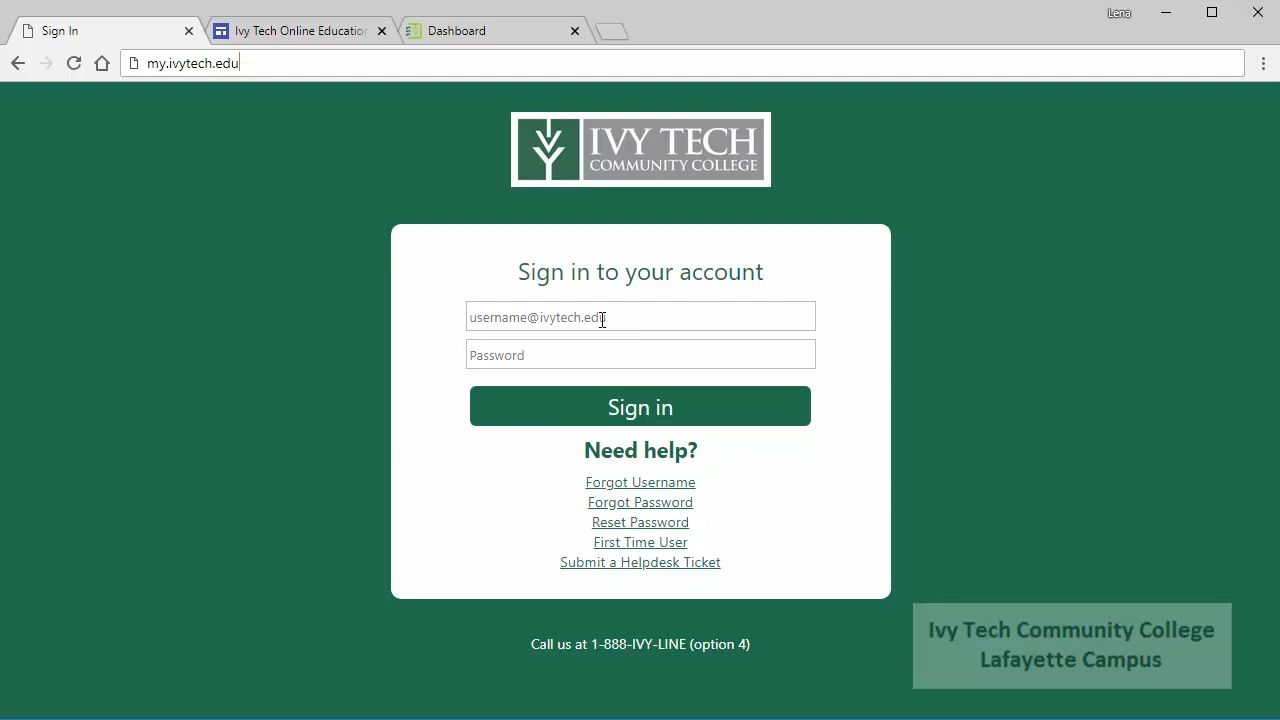 Lena
Sign In
Ivy Tech Online Education
Dashboard
my.ivytech.edu
IVY TECH
COMMUNITY COLLEGE
Sign in to your account
username@ivytech.edu
Password
Sign in
Need help?
Forgot Username
Forgot Password
Reset Password
First Time User
Submit a Helpdesk Ticket
Call us at 1-888-IVY-LINE (option 4)
Ivy Tech Community College
Lafayette Campus